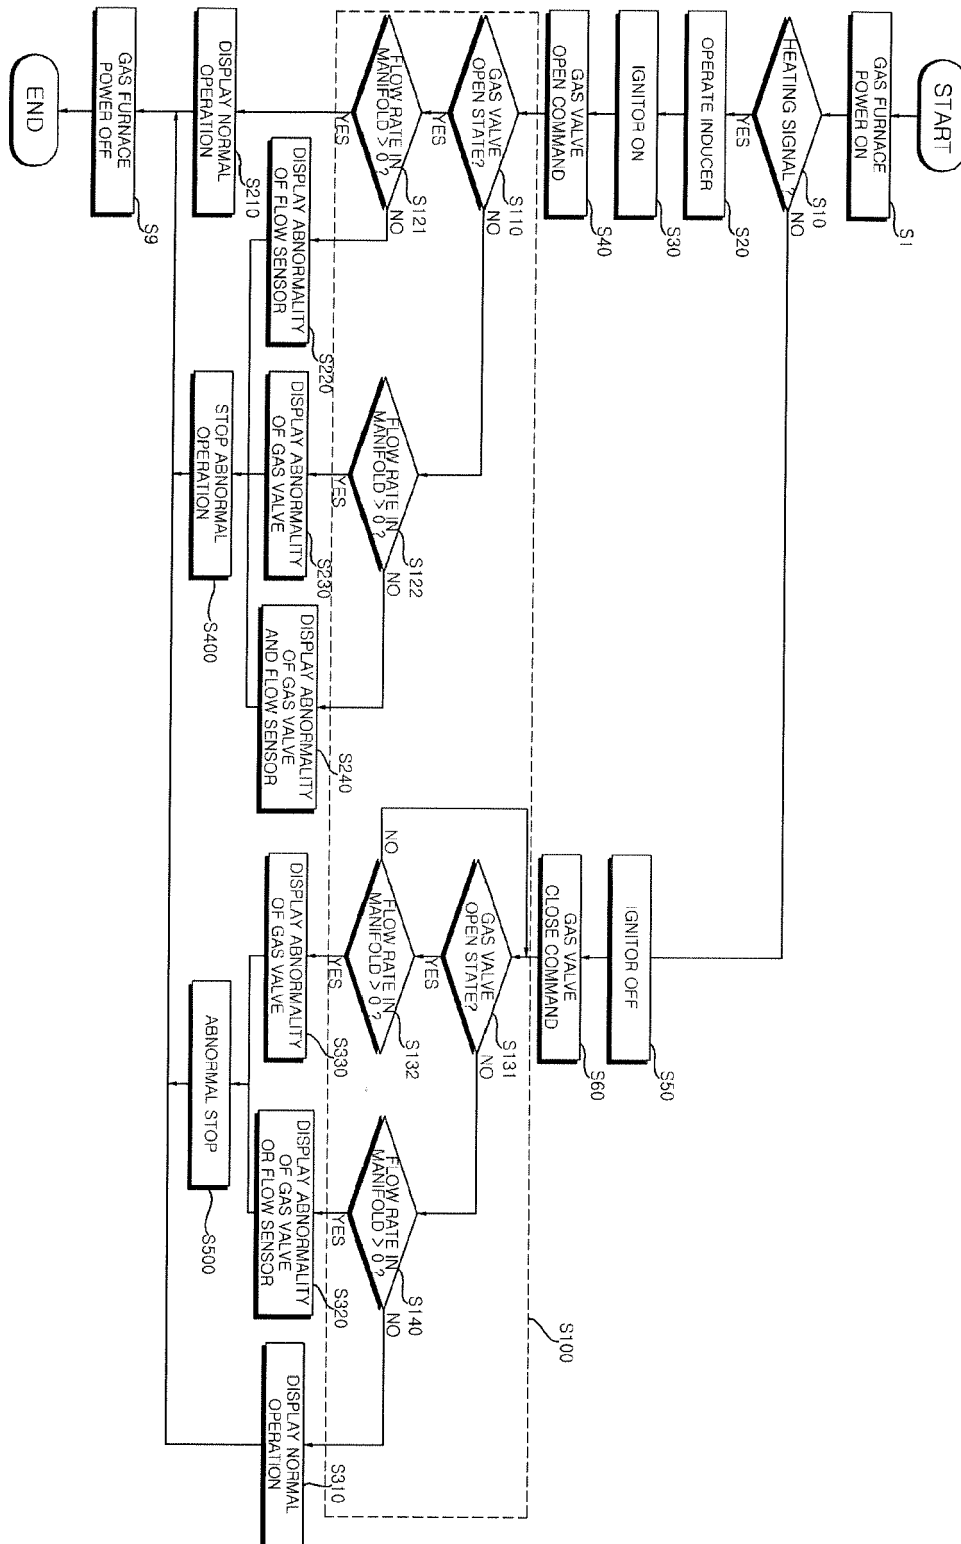 START
GAS FURNACE
POWER ON
S1
HEATING SIGNAL ?
S10
YES
NO
OPERATE INDUCER
S20
IGNITOR ON
S30
GAS VALVE
OPEN COMMAND
S40
IGNITOR OFF
S50
GAS VALVE
CLOSE COMMAND
S60
S100
GAS VALVE
OPEN STATE?
S110
YES
NO
FLOW RATE IN
MANIFOLD > 0 ?
S121
YES
NO
FLOW RATE IN
MANIFOLD > 0 ?
S122
YES
NO
GAS VALVE
OPEN STATE?
S131
YES
NO
FLOW RATE IN
MANIFOLD > 0 ?
S132
NO
YES
FLOW RATE IN
MANIFOLD > 0 ?
S140
YES
NO
DISPLAY ABNORMALITY
OF FLOW SENSOR
S220
DISPLAY ABNORMALITY
OF GAS VALVE
S230
DISPLAY ABNORMALITY
OF GAS VALVE
AND FLOW SENSOR
S240
DISPLAY ABNORMALITY
OF GAS VALVE
S330
DISPLAY ABNORMALITY
OF GAS VALVE
OR FLOW SENSOR
S320
DISPLAY NORMAL
OPERATION
S310
DISPLAY NORMAL
OPERATION
S210
STOP ABNORMAL
OPERATION
S400
ABNORMAL STOP
S500
GAS FURNACE
POWER OFF
S9
END